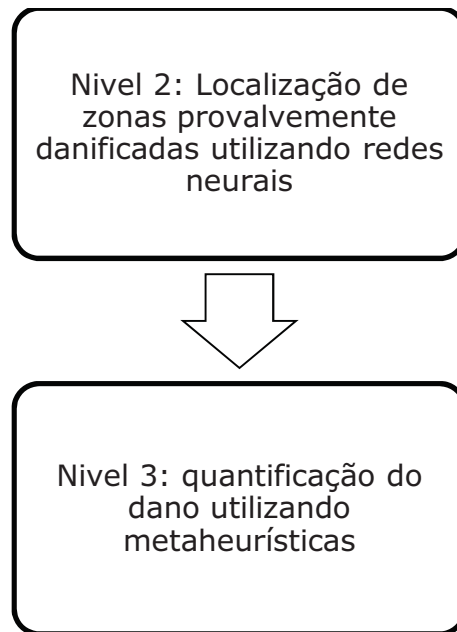 Nivel 2: Localização de
zonas provalvemente
danificadas utilizando redes
neurais
Nivel 3: quantificação do
dano utilizando
metaheurísticas